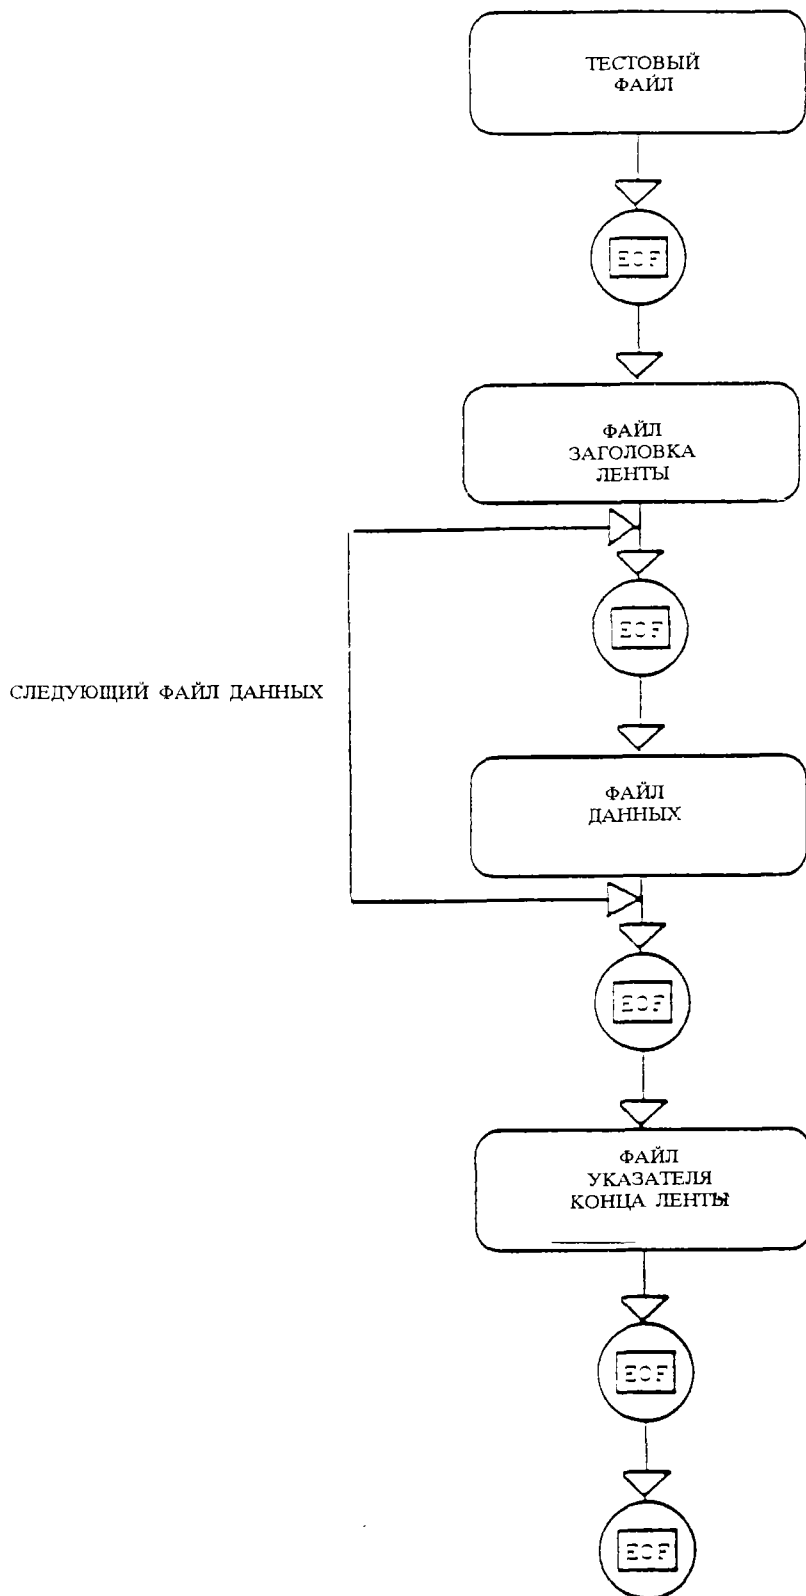 ТЕСТОВЫЙ
ФАЙЛ
EOF
ФАЙЛ
ЗАГОЛОВКА
ЛЕНТЫ
EOF
СЛЕДУЮЩИЙ ФАЙЛ ДАННЫХ
ФАЙЛ
ДАННЫХ
EOF
ФАЙЛ
УКАЗАТЕЛЯ
КОНЦА ЛЕНТЫ
EOF
EOF